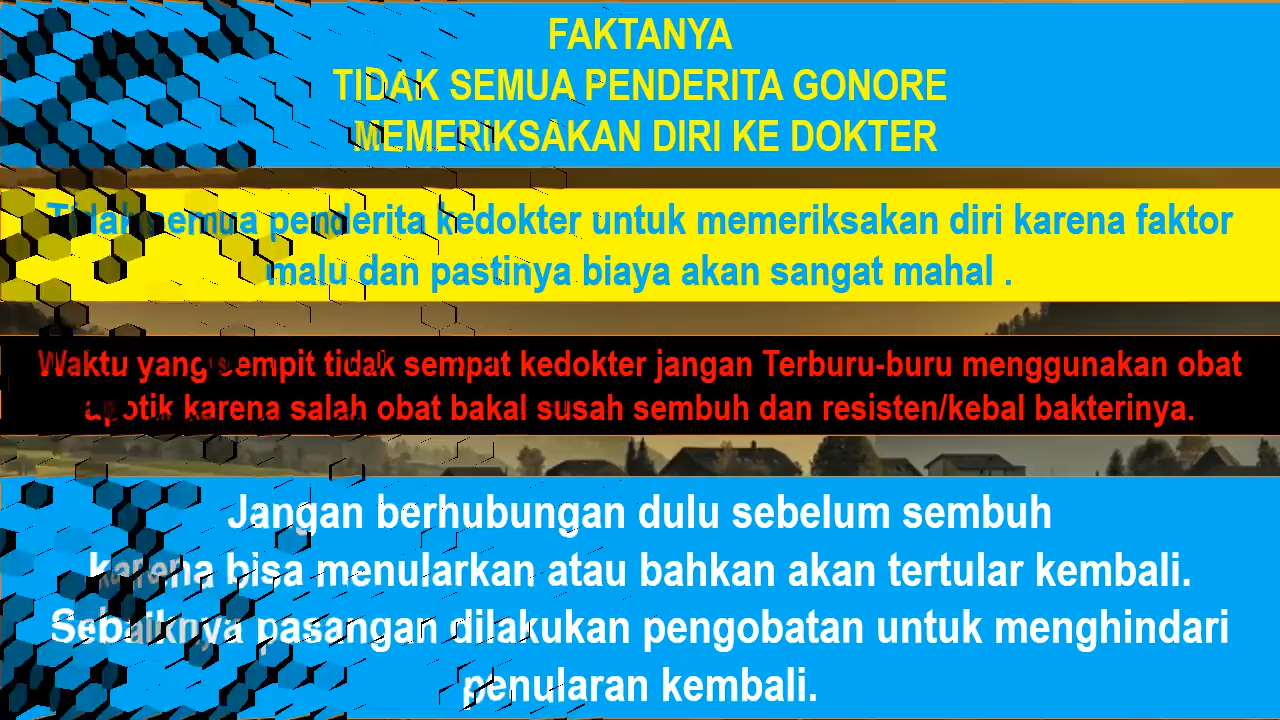 FAKTANYA
TIDAK SEMUA PENDERITA GONORE
MEMERIKSAKAN DIRI KE DOKTER
Tidak semua penderita kedokter untuk memeriksakan diri karena faktor
malu dan pastinya biaya akan sangat mahal .
Waktu yang sempit tidak sempat kedokter jangan Terburu-buru menggunakan obat
apotik karena salah obat bakal susah sembuh dan resisten/kebal bakterinya.
Jangan berhubungan dulu sebelum sembuh
karena bisa menularkan atau bahkan akan tertular kembali.
Sebaiknya pasangan dilakukan pengobatan untuk menghindari
penularan kembali.